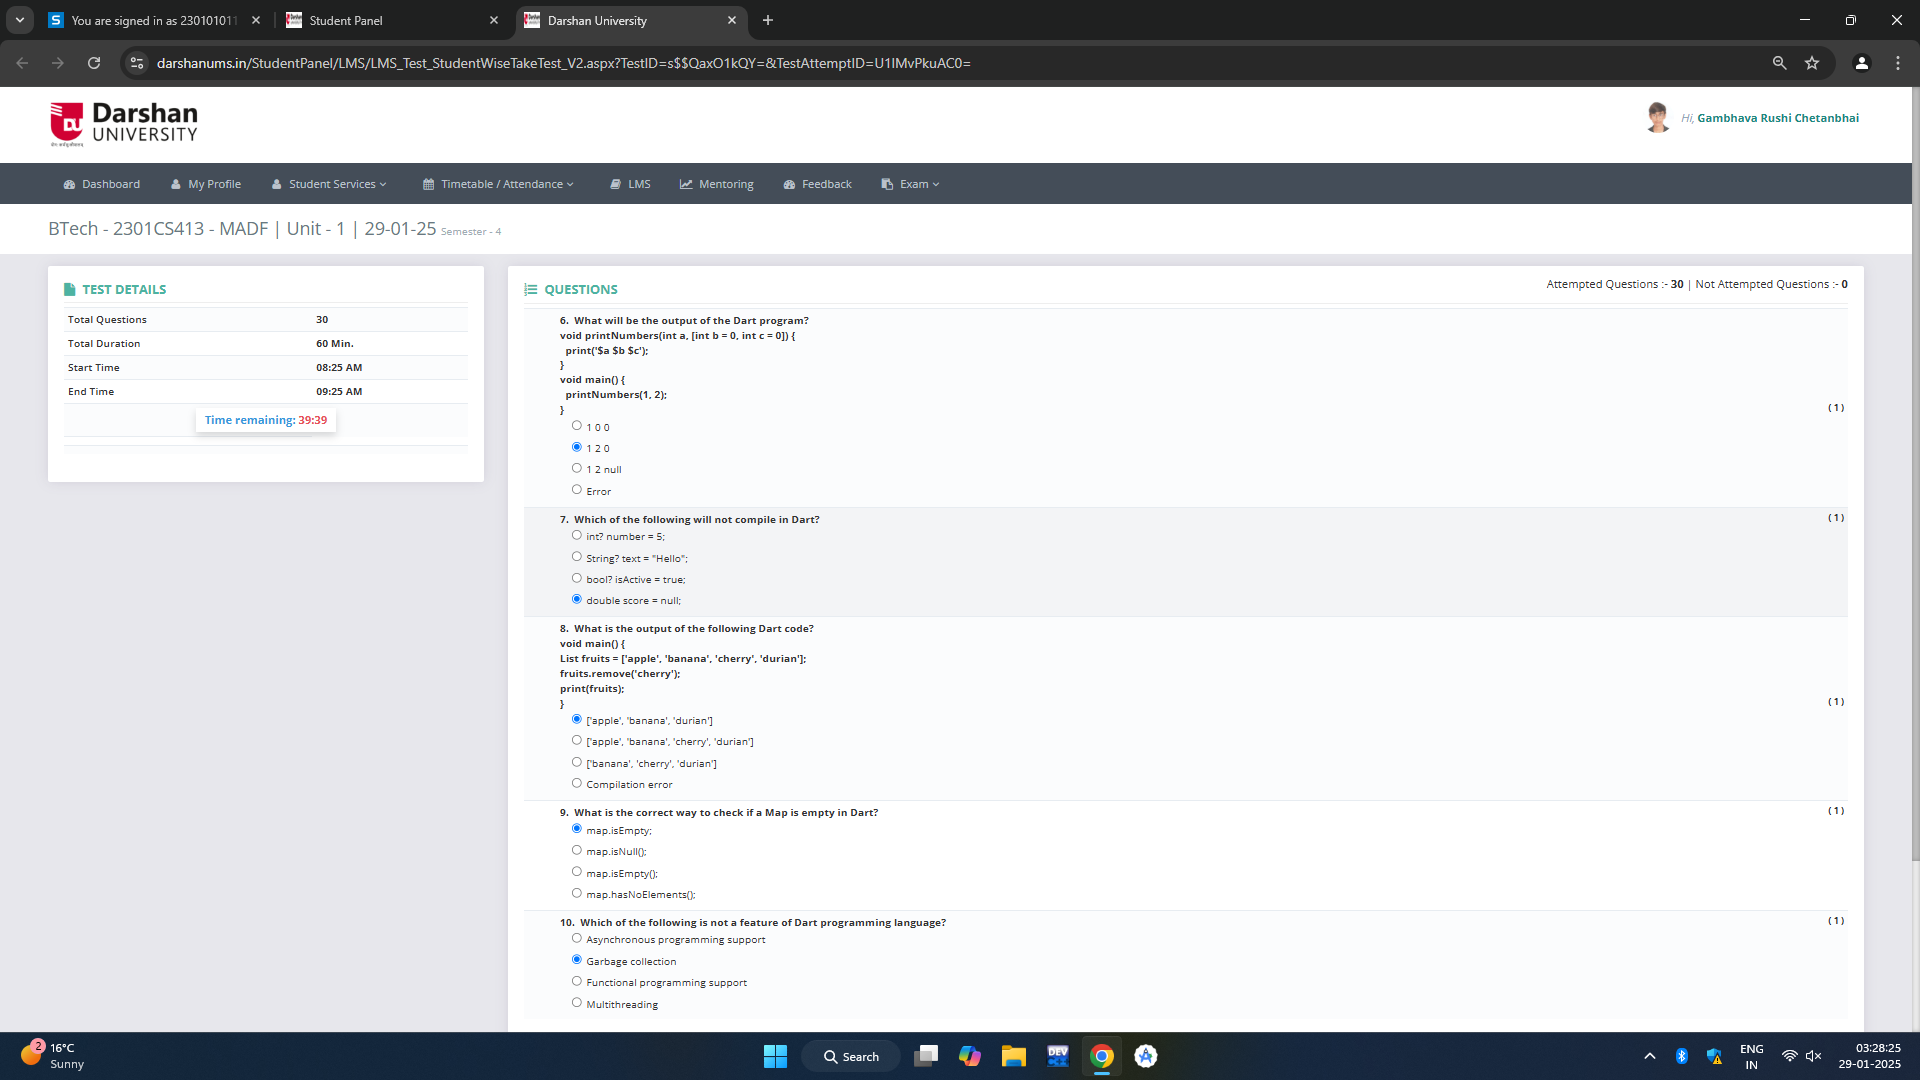 You are signed in as 230101011
Student Panel
Darshan University
darshanums.in/StudentPanel/LMS/LMS_Test_StudentWiseTakeTest_V2.aspx?TestID=s$$QaxO1kQY=&TestAttemptID=U1IMvPkuAC0=
Darshan
UNIVERSITY
Hi, Gambhava Rushi Chetanbhai
Dashboard My Profile Student Services Timetable / Attendance LMS Mentoring Feedback Exam
BTech - 2301CS413 - MADF | Unit - 1 | 29-01-25 Semester - 4
TEST DETAILS
Total Questions 30
Total Duration 60 Min.
Start Time 08:25 AM
End Time 09:25 AM
Time remaining: 39:39
QUESTIONS
Attempted Questions :- 30 | Not Attempted Questions :- 0
6. What will be the output of the Dart program?
void printNumbers(int a, [int b = 0, int c = 0]) {
print('$a $b $c');
}
void main() {
printNumbers(1, 2);
}
( 1 )
1 0 0
1 2 0
1 2 null
Error
7. Which of the following will not compile in Dart?
( 1 )
int? number = 5;
String? text = "Hello";
bool? isActive = true;
double score = null;
8. What is the output of the following Dart code?
void main() {
List fruits = ['apple', 'banana', 'cherry', 'durian'];
fruits.remove('cherry');
print(fruits);
}
( 1 )
['apple', 'banana', 'durian']
['apple', 'banana', 'cherry', 'durian']
['banana', 'cherry', 'durian']
Compilation error
9. What is the correct way to check if a Map is empty in Dart?
( 1 )
map.isEmpty;
map.isNull();
map.isEmpty();
map.hasNoElements();
10. Which of the following is not a feature of Dart programming language?
( 1 )
Asynchronous programming support
Garbage collection
Functional programming support
Multithreading
2
16°C
Sunny
Search
DEV
ENG
IN
03:28:25
29-01-2025